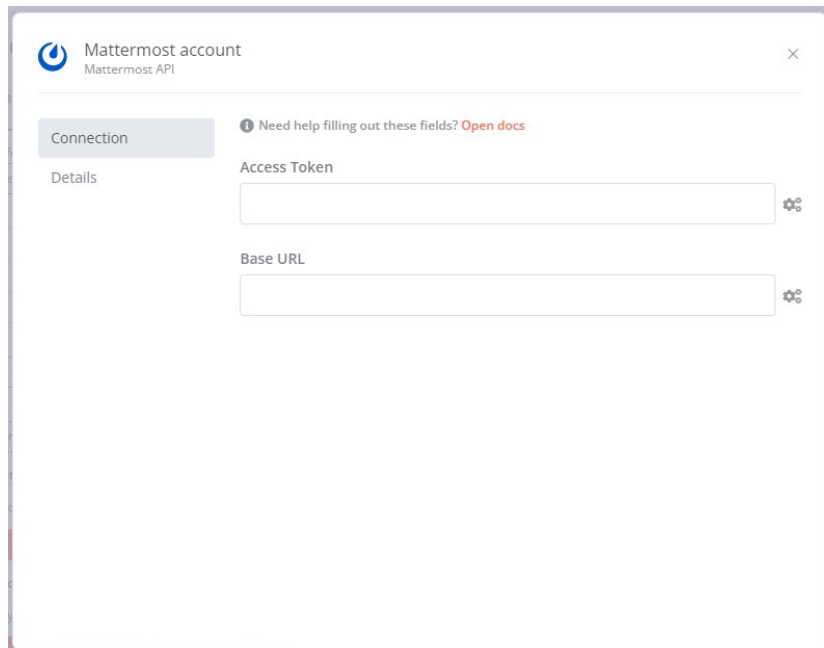 Mattermost account
Mattermost API
Connection
Details
Need help filling out these fields? Open docs
Access Token
Base URL